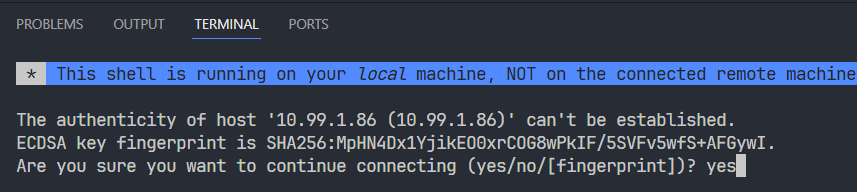 PROBLEMS OUTPUT TERMINAL PORTS
* This shell is running on your local machine, NOT on the connected remote machine
The authenticity of host '10.99.1.86 (10.99.1.86)' can't be established.
ECDSA key fingerprint is SHA256:MpHN4Dx1YjikEO0xrCOG8wPkIF/5SVFv5wfS+AFGywI.
Are you sure you want to continue connecting (yes/no/[fingerprint])? yes